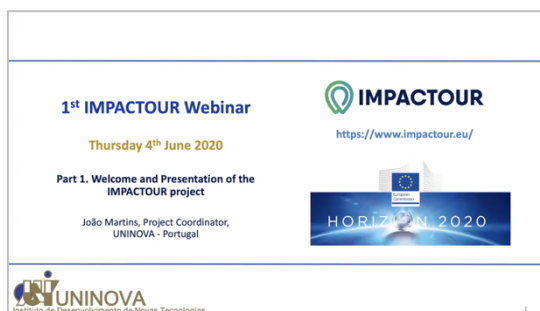 1st IMPACTOUR Webinar
Thursday 4th June 2020
Part 1. Welcome and Presentation of the
IMPACTOUR project
João Martins, Project Coordinator,
UNINOVA - Portugal
IMPACTOUR
https://www.impactour.eu/
European
Commission
HORIZON 2020
UNINOVA
Instituto de Desenvolvimento de Novas Tecnologias
1